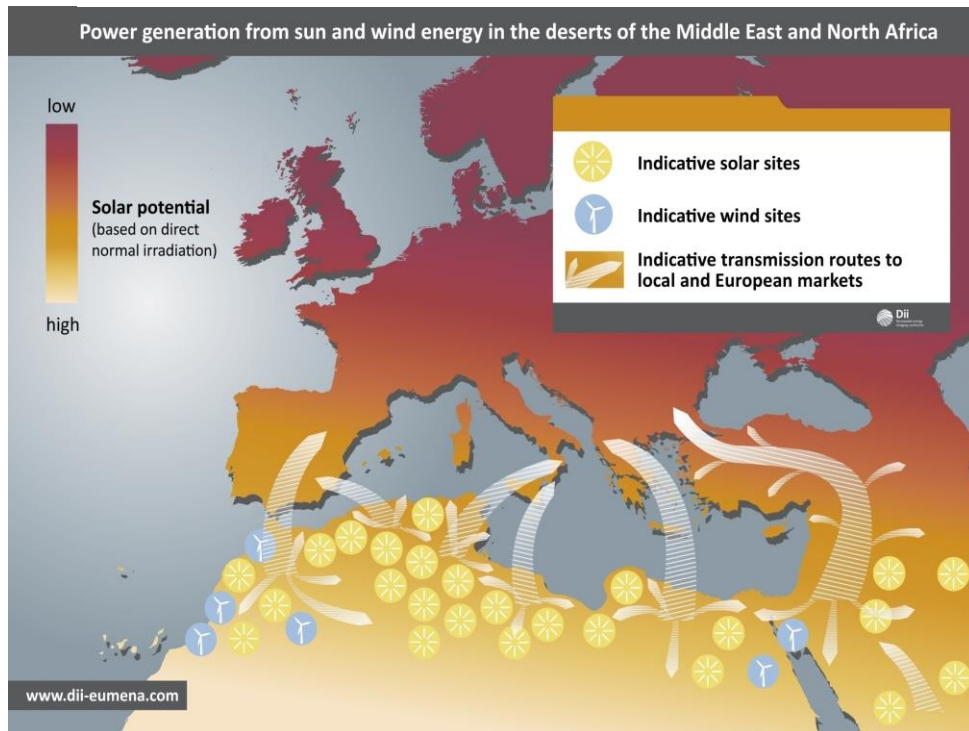 Power generation from sun and wind energy in the deserts of the Middle East and North Africa
low
Solar potential
(based on direct
normal irradiation)
high
Indicative solar sites
Indicative wind sites
Indicative transmission routes to
local and European markets
Dii
www.dii-eumena.com